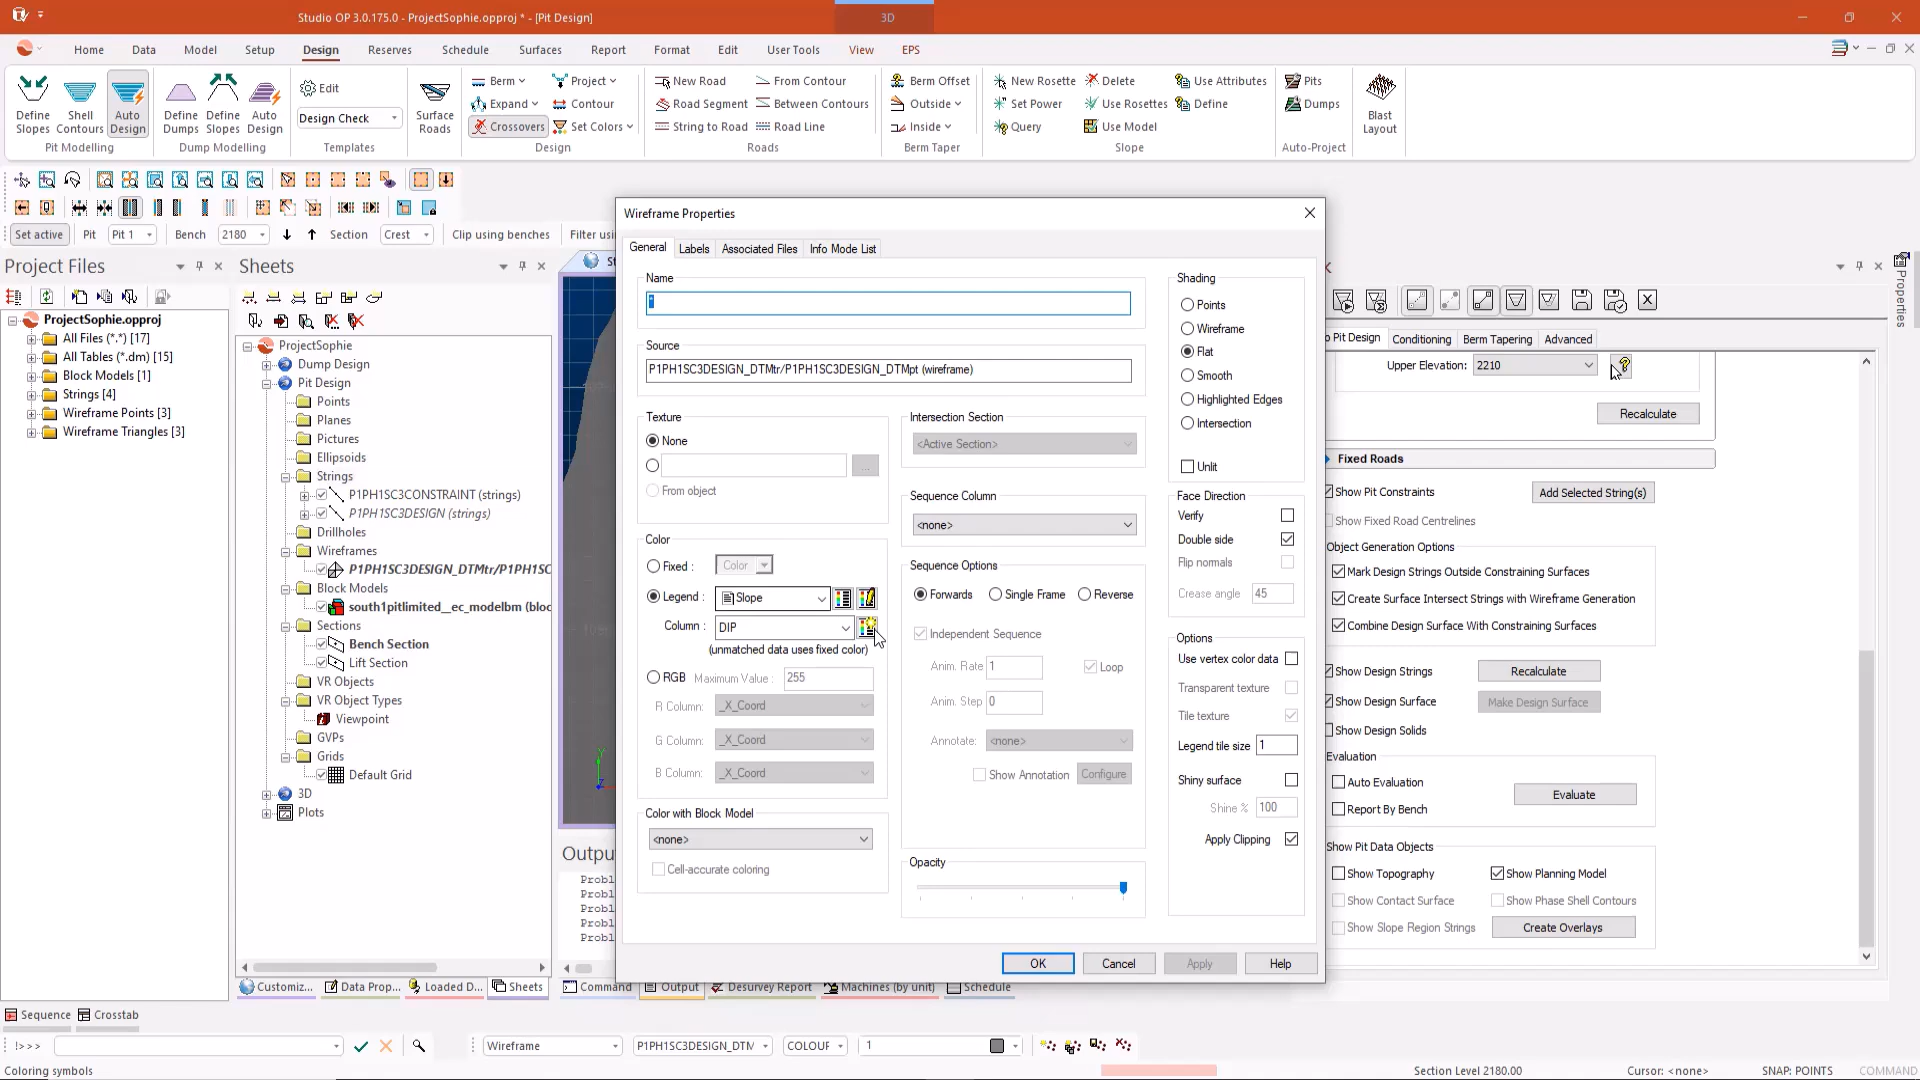 Studio OP 3.0.175.0 - ProjectSophie.opproj * - [Pit Design]
3D
Home Data Model Setup Design Reserves Schedule Surfaces Report Format Edit User Tools View EPS
Define Slopes
Shell Contours
Auto Design
Pit Modelling
Define Dumps
Define Slopes
Auto Design
Dump Modelling
Edit
Design Check
Templates
Surface Roads
Berm
Expand
Crossovers
Project
Contour
Set Colors
Design
New Road
Road Segment
String to Road
From Contour
Between Contours
Road Line
Roads
Berm Offset
Outside
Inside
Berm Taper
New Rosette
Set Power
Query
Delete
Use Rosettes
Use Model
Use Attributes
Define
Slope
Pits
Dumps
Auto-Project
Blast Layout
Set active Pit Pit 1 Bench 2180 Section Crest Clip using benches
Project Files
ProjectSophie.opproj
All Files (*.*) [17]
All Tables (*.dm) [15]
Block Models [1]
Strings [4]
Wireframe Points [3]
Wireframe Triangles [3]
Sheets
ProjectSophie
Dump Design
Pit Design
Points
Planes
Pictures
Ellipsoids
Strings
P1PH1SC3CONSTRAINT (strings)
P1PH1SC3DESIGN (strings)
Drillholes
Wireframes
P1PH1SC3DESIGN_DTMtr/P1PH1SC
Block Models
south1pitlimited__ec_modelbm (bloc
Sections
Bench Section
Lift Section
VR Objects
VR Object Types
Viewpoint
GVPs
Grids
Default Grid
3D
Plots
Customiz... Data Prop... Loaded D... Sheets
Wireframe Properties
General Labels Associated Files Info Mode List
Name
*
Source
P1PH1SC3DESIGN_DTMtr/P1PH1SC3DESIGN_DTMpt (wireframe)
Texture
None
...
From object
Color
Fixed : Color
Legend : Slope
Column : DIP
(unmatched data uses fixed color)
RGB Maximum Value : 255
R Column: _X_Coord
G Column: _X_Coord
B Column: _X_Coord
Color with Block Model
<none>
Cell-accurate coloring
Intersection Section
<Active Section>
Sequence Column
<none>
Sequence Options
Forwards Single Frame Reverse
Independent Sequence
Anim. Rate 1 Loop
Anim. Step 0
Annotate: <none>
Show Annotation Configure
Opacity
Shading
Points
Wireframe
Flat
Smooth
Highlighted Edges
Intersection
Unlit
Face Direction
Verify
Double side
Flip normals
Crease angle 45
Options
Use vertex color data
Transparent texture
Tile texture
Legend tile size 1
Shiny surface
Shine % 100
Apply Clipping
OK Cancel Apply Help
Properties
Pit Design Conditioning Berm Tapering Advanced
Upper Elevation: 2210
Recalculate
Fixed Roads
Show Pit Constraints Add Selected String(s)
Show Fixed Road Centrelines
Object Generation Options
Mark Design Strings Outside Constraining Surfaces
Create Surface Intersect Strings with Wireframe Generation
Combine Design Surface With Constraining Surfaces
Show Design Strings Recalculate
Show Design Surface Make Design Surface
Show Design Solids
Evaluation
Auto Evaluation
Report By Bench
Evaluate
Show Pit Data Objects
Show Topography Show Planning Model
Show Contact Surface Show Phase Shell Contours
Show Slope Region Strings Create Overlays
Probl
Probl
Probl
Probl
Probl
Command Output Desurvey Report Machines (by unit) Schedule
Sequence Crosstab
!>>> Wireframe P1PH1SC3DESIGN_DTM COLOUR 1
Coloring symbols Section Level 2180.00 Cursor: <none> SNAP: POINTS COMMAND